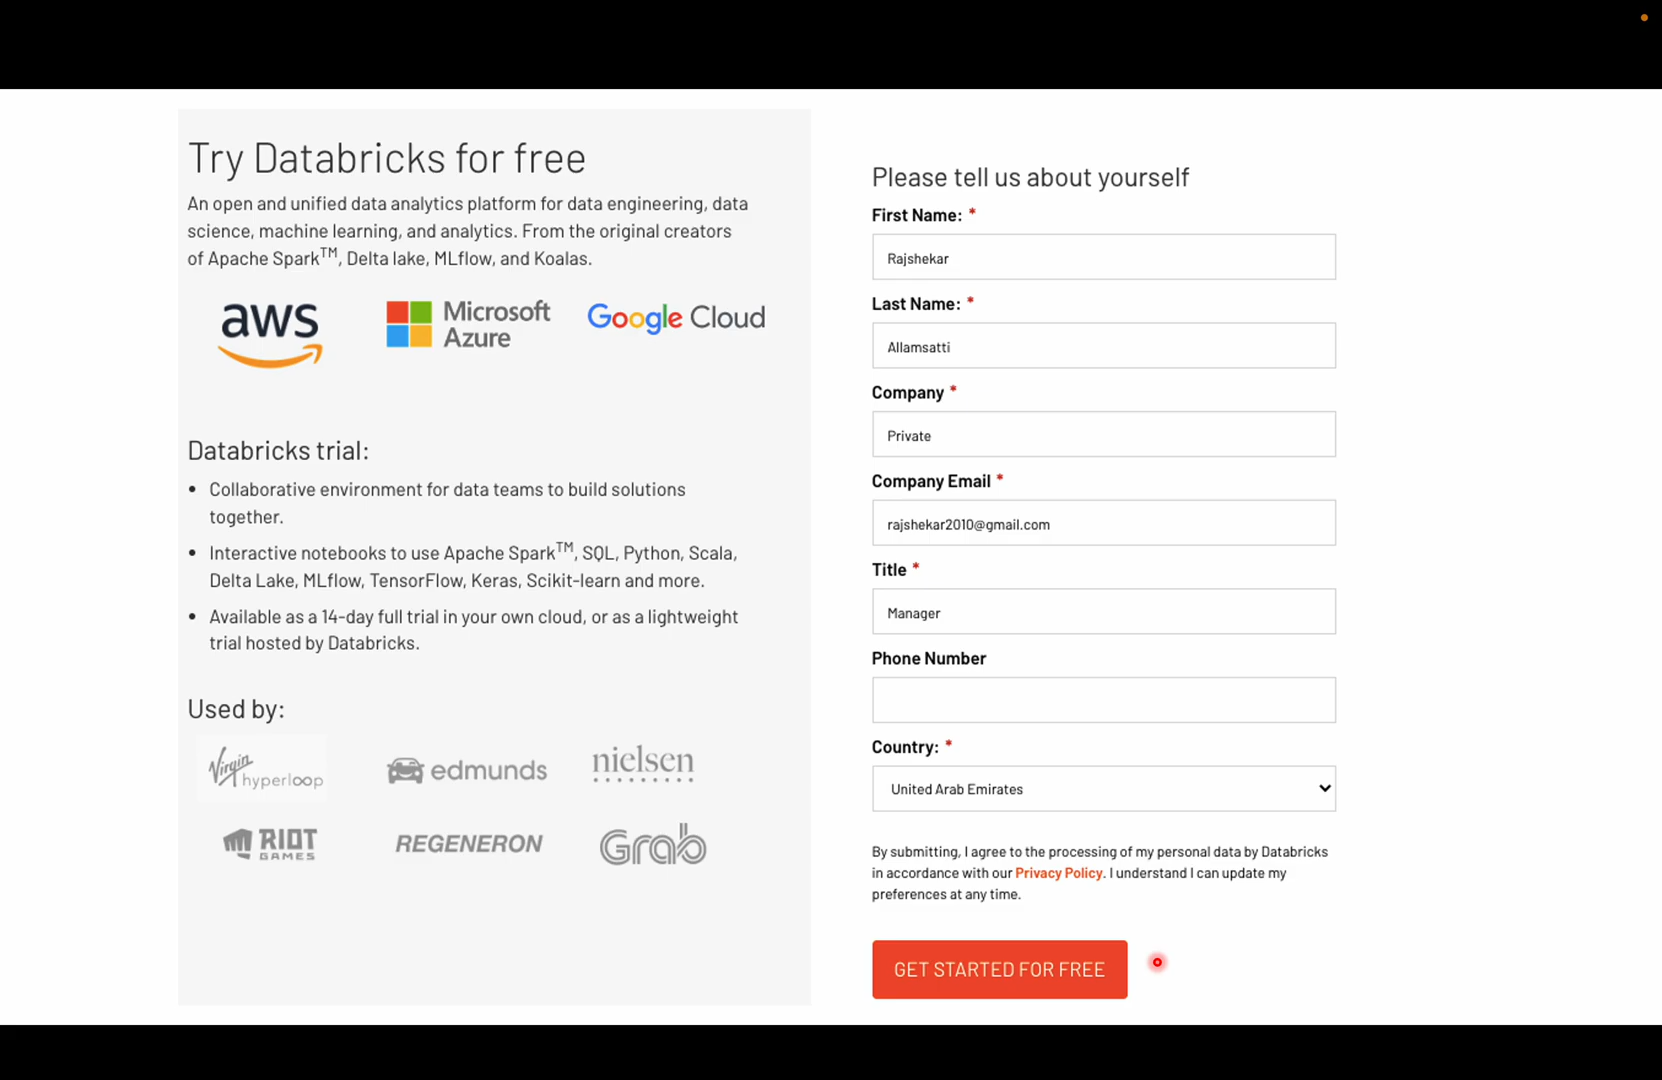 Try Databricks for free
An open and unified data analytics platform for data engineering, data
science, machine learning, and analytics. From the original creators
of Apache Spark™, Delta lake, MLflow, and Koalas.
aws
Microsoft
Azure
Google Cloud
Databricks trial:
• Collaborative environment for data teams to build solutions
together.
• Interactive notebooks to use Apache Spark™, SQL, Python, Scala,
Delta Lake, MLflow, TensorFlow, Keras, Scikit-learn and more.
• Available as a 14-day full trial in your own cloud, or as a lightweight
trial hosted by Databricks.
Used by:
Virgin
hyperloop
edmunds
nielsen
RIOT
GAMES
REGENERON
Grab
Please tell us about yourself
First Name: *
Rajshekar
Last Name: *
Allamsatti
Company *
Private
Company Email *
rajshekar2010@gmail.com
Title *
Manager
Phone Number
Country: *
United Arab Emirates
By submitting, I agree to the processing of my personal data by Databricks
in accordance with our Privacy Policy. I understand I can update my
preferences at any time.
GET STARTED FOR FREE